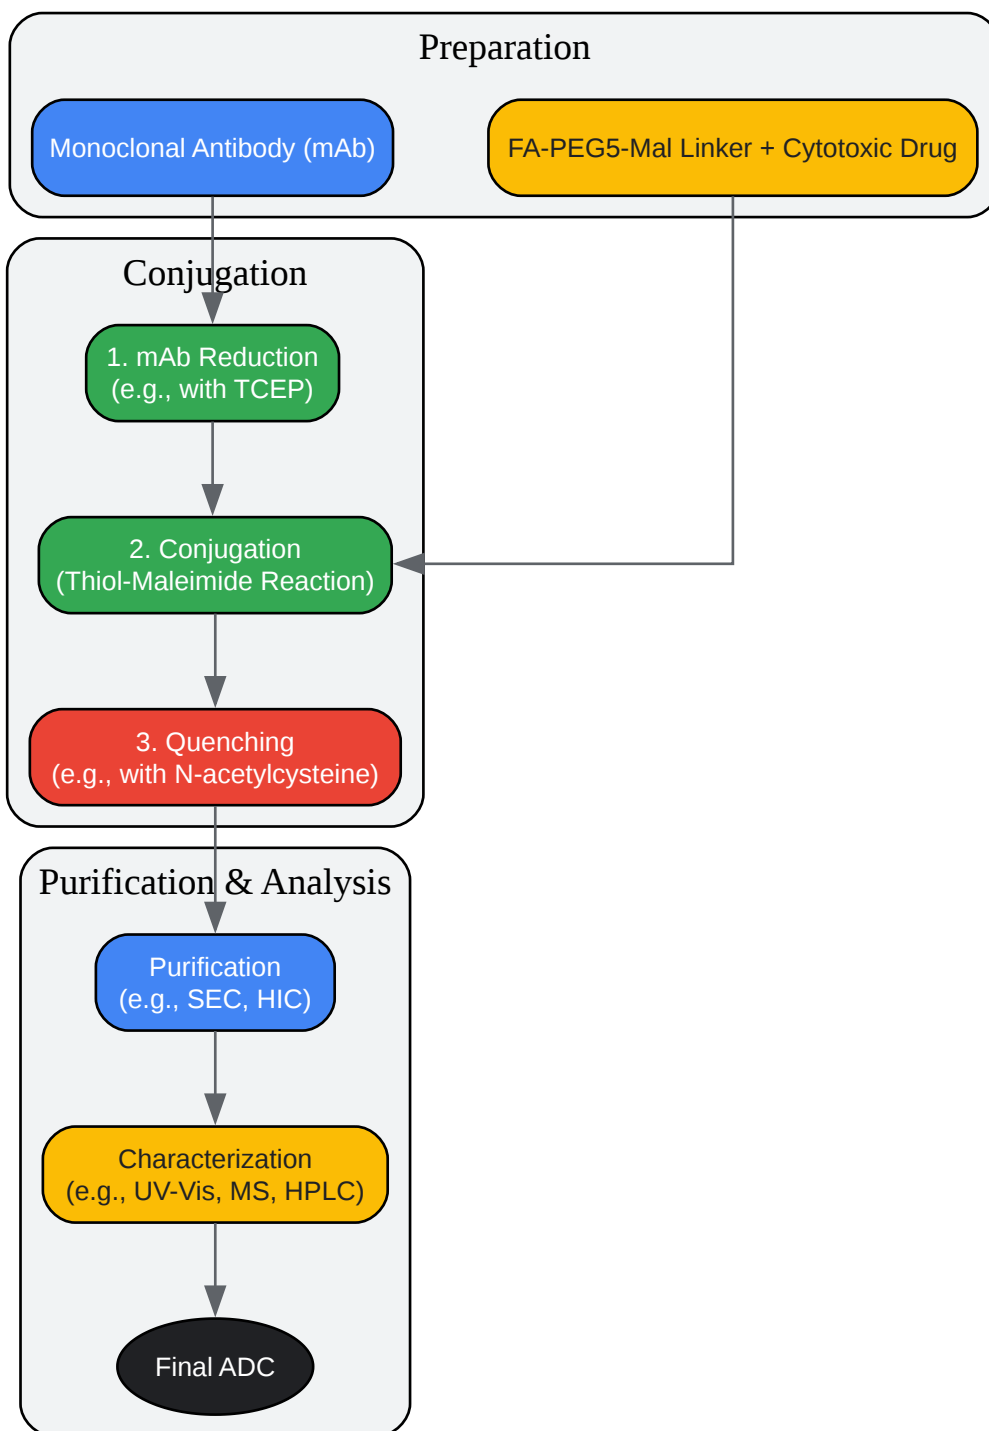 Preparation
Monoclonal Antibody (mAb)
FA-PEG5-Mal Linker + Cytotoxic Drug
Conjugation
1. mAb Reduction
(e.g., with TCEP)
2. Conjugation
(Thiol-Maleimide Reaction)
3. Quenching
(e.g., with N-acetylcysteine)
Purification & Analysis
Purification
(e.g., SEC, HIC)
Characterization
(e.g., UV-Vis, MS, HPLC)
Final ADC